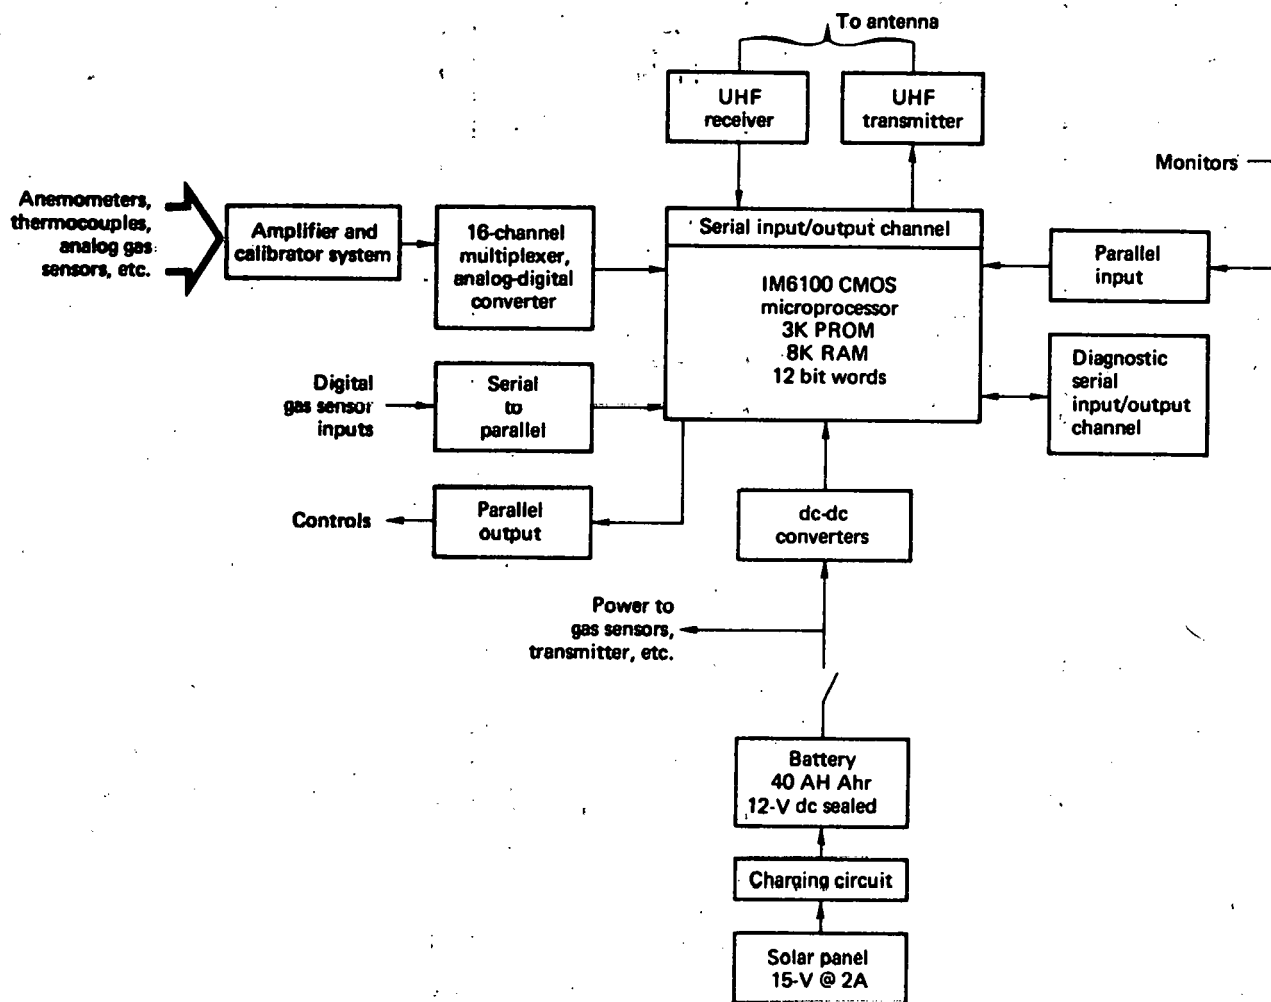 To antenna
UHF
receiver
UHF
transmitter
Monitors
Anemometers,
thermocouples,
analog gas
sensors, etc.
Amplifier and
calibrator system
16-channel
multiplexer,
analog-digital
converter
Serial input/output channel
IM6100 CMOS
microprocessor
3K PROM
8K RAM
12 bit words
Parallel
input
Digital
gas sensor
inputs
Serial
to
parallel
Diagnostic
serial
input/output
channel
Controls
Parallel
output
dc-dc
converters
Power to
gas sensors,
transmitter, etc.
Battery
40 AH Ahr
12-V dc sealed
Charging circuit
Solar panel
15-V @ 2A